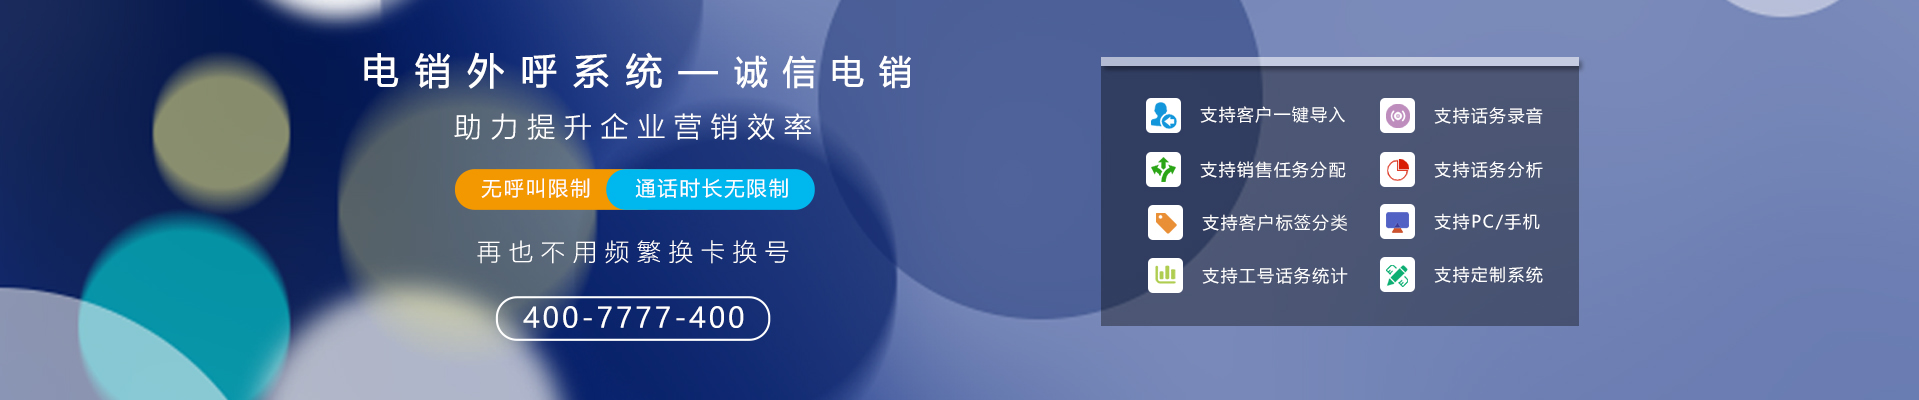 电销外呼系统—诚信电销
助力提升企业营销效率
无呼叫限制 通话时长无限制
再也不用频繁换卡换号
400-7777-400
支持客户一键导入 支持话务录音
支持销售任务分配 支持话务分析
支持客户标签分类 支持PC/手机
支持工号话务统计 支持定制系统